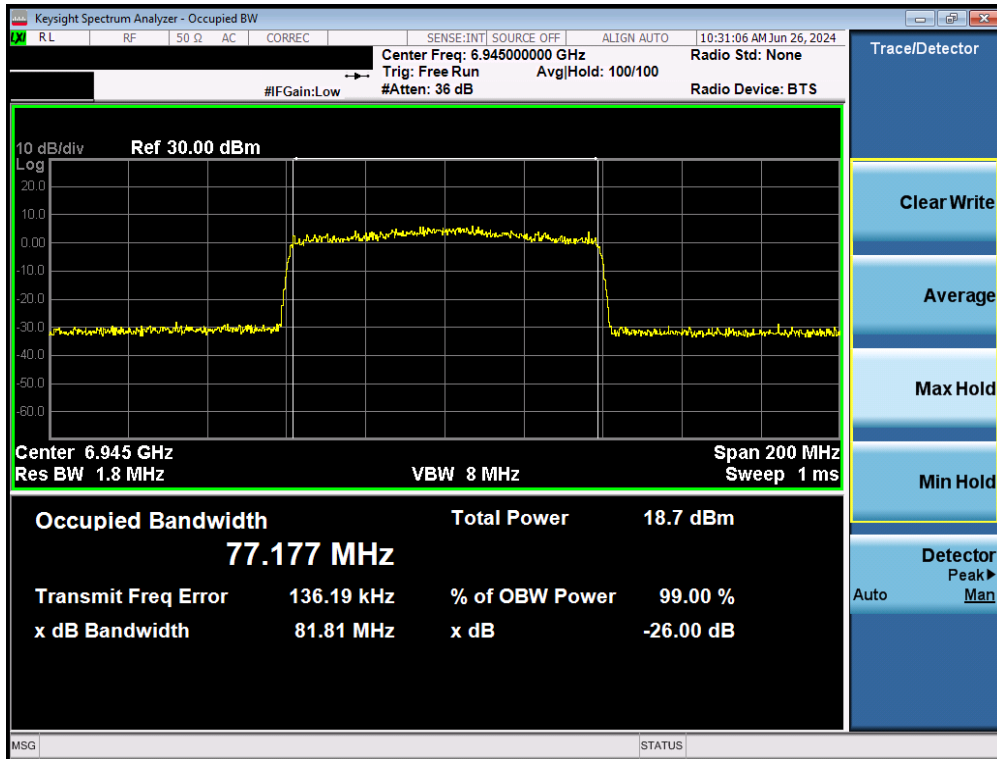 Keysight Spectrum Analyzer - Occupied BW
LXI RL RF 50 Ω AC CORREC SENSE:INT SOURCE OFF ALIGN AUTO 10:31:06 AM Jun 26, 2024
Center Freq: 6.945000000 GHz Radio Std: None
Trig: Free Run Avg|Hold: 100/100
#IFGain:Low #Atten: 36 dB Radio Device: BTS
Trace/Detector
10 dB/div Ref 30.00 dBm
Log
20.0
10.0
0.00
-10.0
-20.0
-30.0
-40.0
-50.0
-60.0
Center 6.945 GHz Span 200 MHz
Res BW 1.8 MHz VBW 8 MHz Sweep 1 ms
Occupied Bandwidth Total Power 18.7 dBm
77.177 MHz
Transmit Freq Error 136.19 kHz % of OBW Power 99.00 %
x dB Bandwidth 81.81 MHz x dB -26.00 dB
Clear Write
Average
Max Hold
Min Hold
Detector
Peak▶
Auto Man
MSG STATUS